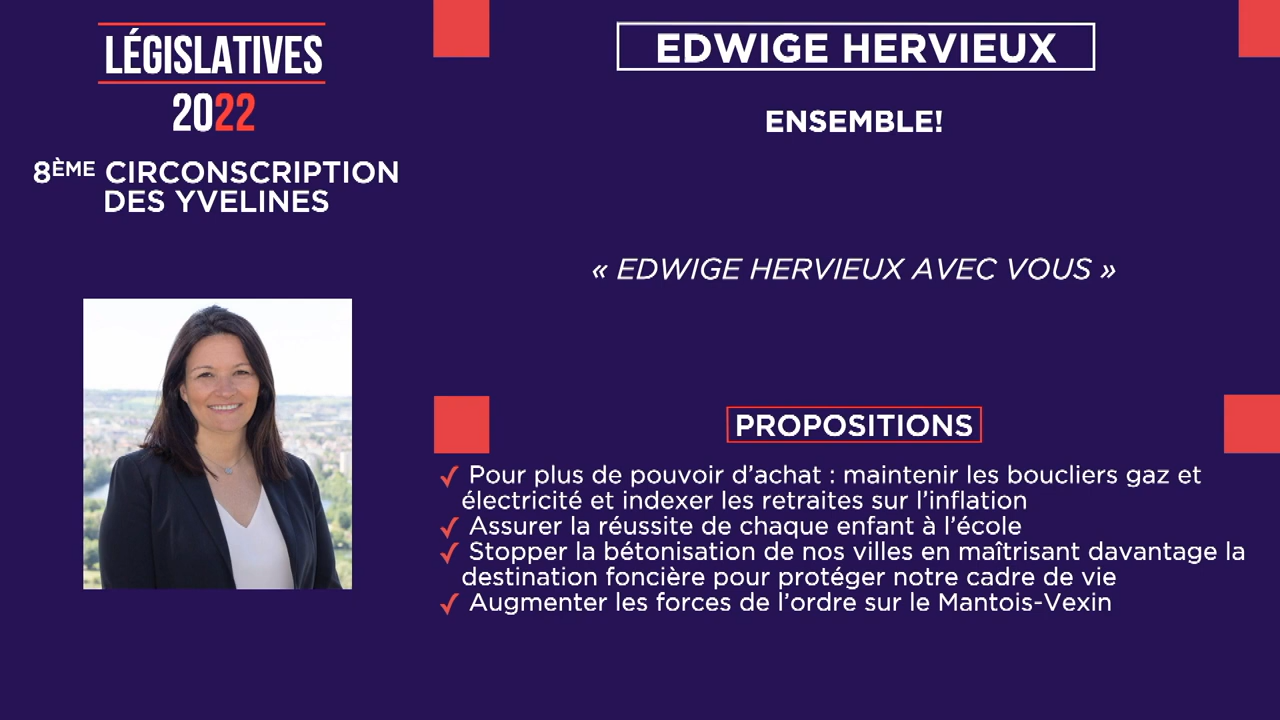 LÉGISLATIVES
2022
8ÈME CIRCONSCRIPTION
DES YVELINES
EDWIGE HERVIEUX
ENSEMBLE!
« EDWIGE HERVIEUX AVEC VOUS »
PROPOSITIONS
✓ Pour plus de pouvoir d'achat : maintenir les boucliers gaz et
électricité et indexer les retraites sur l'inflation
✓ Assurer la réussite de chaque enfant à l'école
✓ Stopper la bétonisation de nos villes en maîtrisant davantage la
destination foncière pour protéger notre cadre de vie
✓ Augmenter les forces de l'ordre sur le Mantois-Vexin